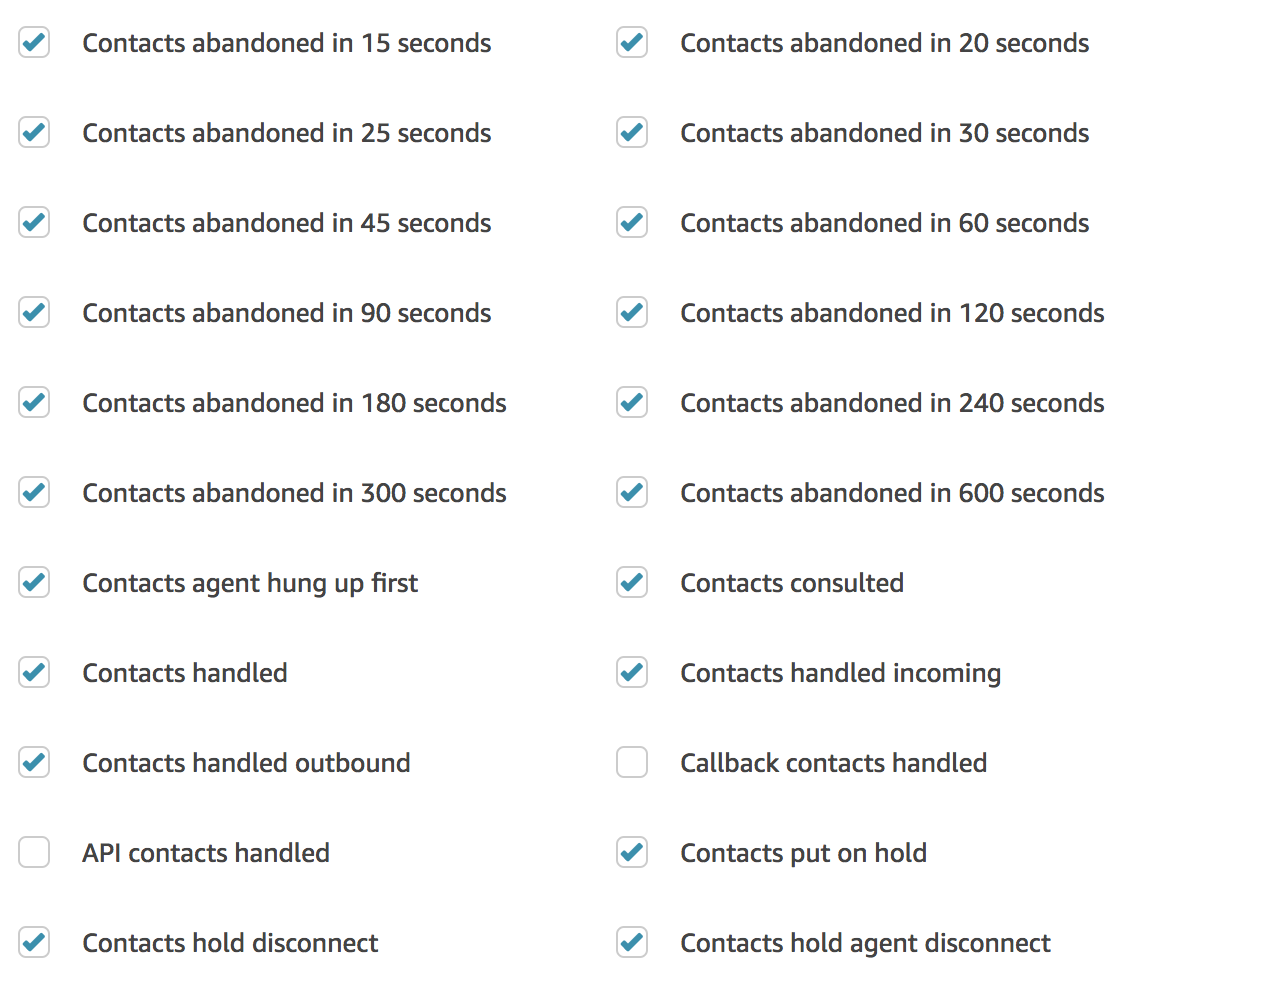 Contacts abandoned in 15 seconds
Contacts abandoned in 20 seconds
Contacts abandoned in 25 seconds
Contacts abandoned in 30 seconds
Contacts abandoned in 45 seconds
Contacts abandoned in 60 seconds
Contacts abandoned in 90 seconds
Contacts abandoned in 120 seconds
Contacts abandoned in 180 seconds
Contacts abandoned in 240 seconds
Contacts abandoned in 300 seconds
Contacts abandoned in 600 seconds
Contacts agent hung up first
Contacts consulted
Contacts handled
Contacts handled incoming
Contacts handled outbound
Callback contacts handled
API contacts handled
Contacts put on hold
Contacts hold disconnect
Contacts hold agent disconnect